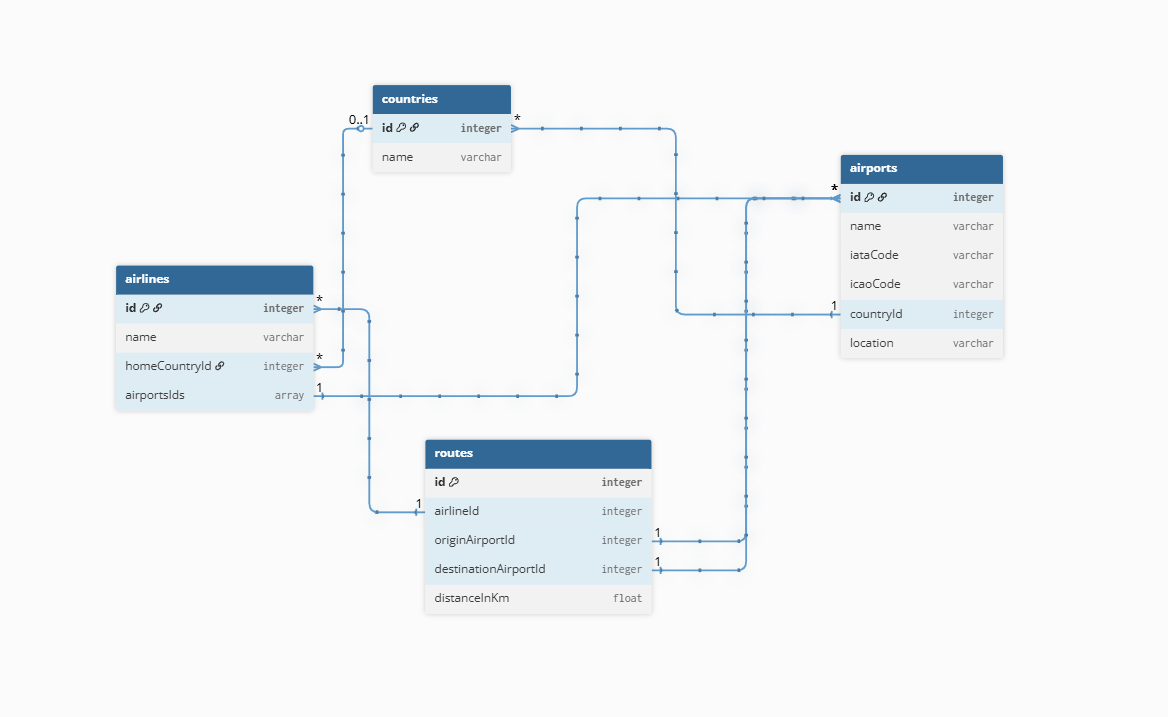 countries
0..1
id integer
*
name varchar
airports
*
id integer
name varchar
iataCode varchar
icaoCode varchar
1
countryId integer
location varchar
airlines
id integer
*
name varchar
homeCountryId integer
*
airportsIds array
1
routes
id integer
1
airlineId integer
originAirportId integer
1
destinationAirportId integer
1
distanceInKm float